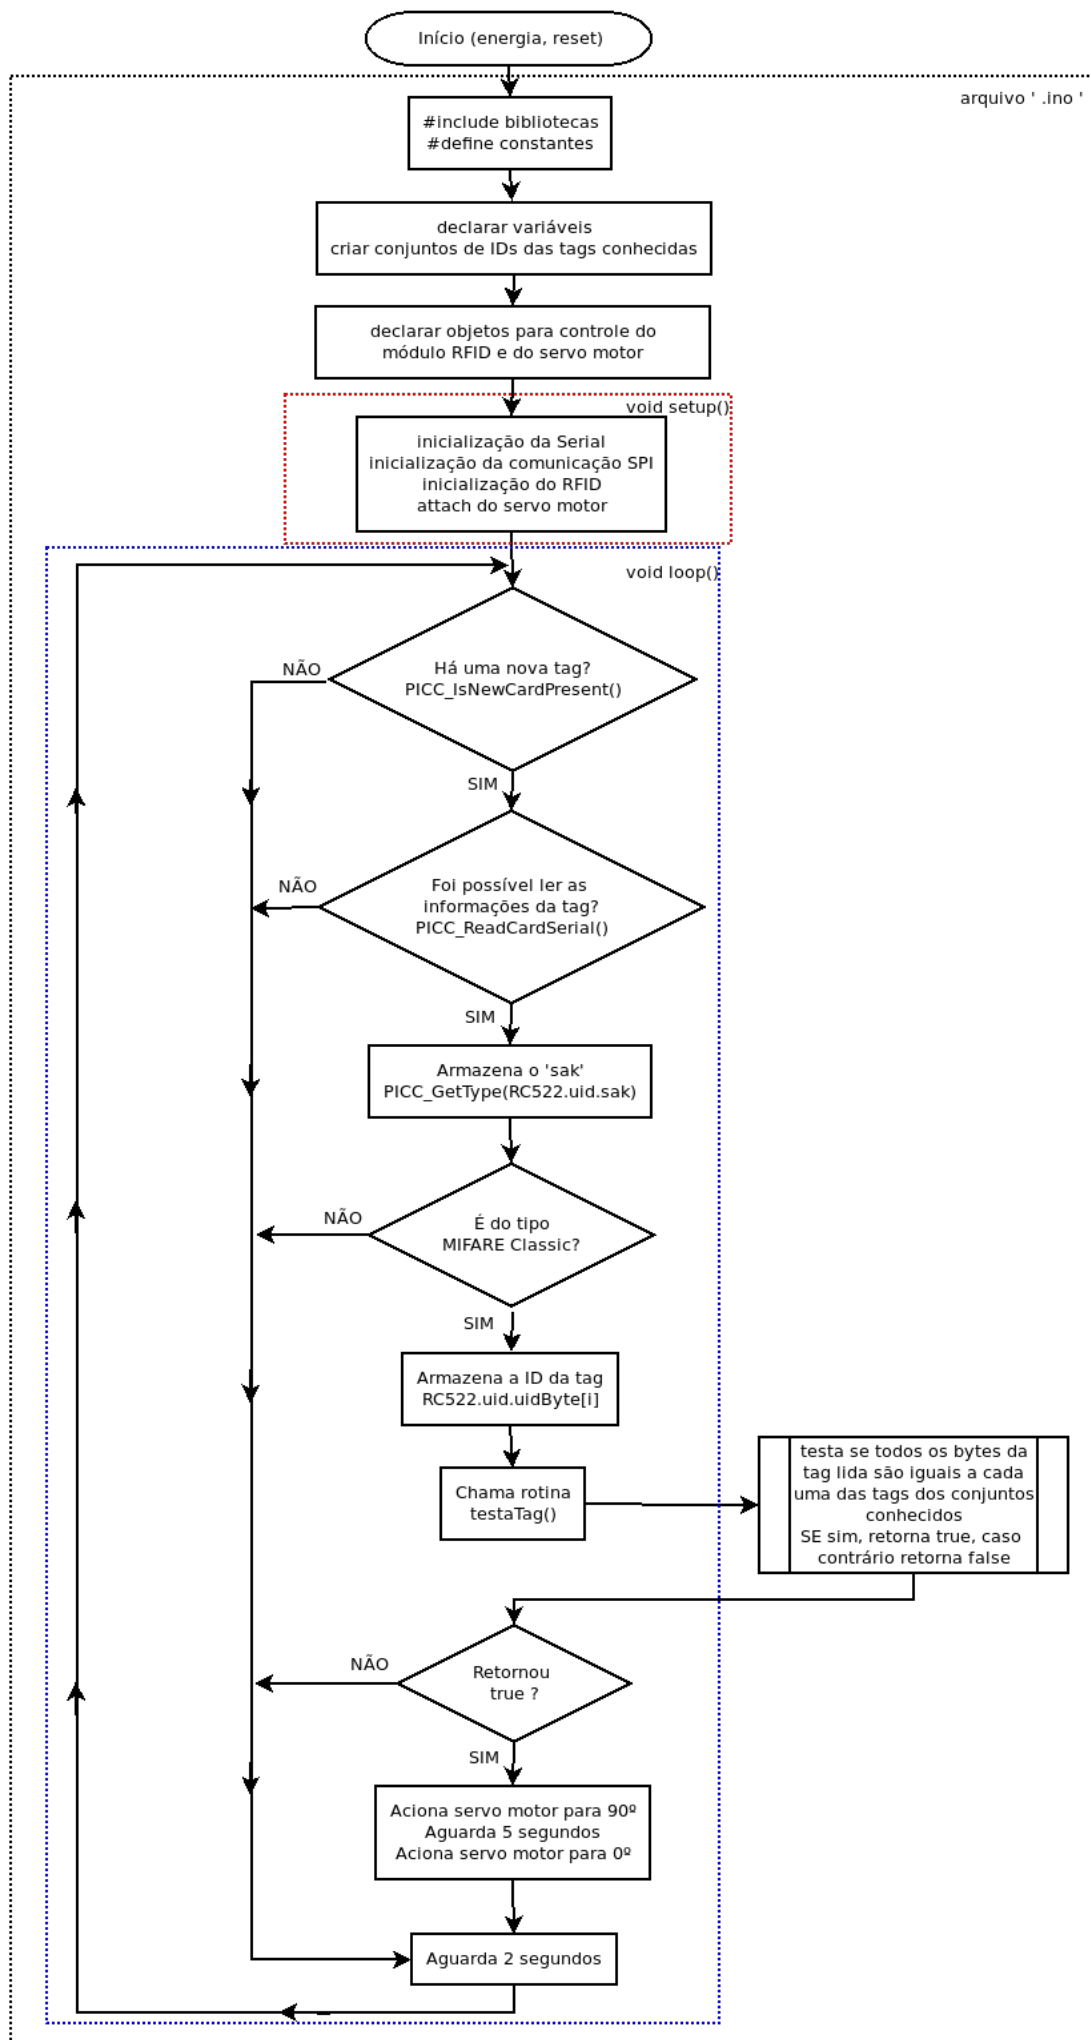 Início (energia, reset)
arquivo ' .ino '
#include bibliotecas
#define constantes
declarar variáveis
criar conjuntos de IDs das tags conhecidas
declarar objetos para controle do
módulo RFID e do servo motor
void setup()
inicialização da Serial
inicialização da comunicação SPI
inicialização do RFID
attach do servo motor
void loop()
Há uma nova tag?
PICC_IsNewCardPresent()
NÃO
SIM
Foi possível ler as
informações da tag?
PICC_ReadCardSerial()
NÃO
SIM
Armazena o 'sak'
PICC_GetType(RC522.uid.sak)
É do tipo
MIFARE Classic?
NÃO
SIM
Armazena a ID da tag
RC522.uid.uidByte[i]
Chama rotina
testaTag()
testa se todos os bytes da
tag lida são iguais a cada
uma das tags dos conjuntos
conhecidos
SE sim, retorna true, caso
contrário retorna false
Retornou
true ?
NÃO
SIM
Aciona servo motor para 90º
Aguarda 5 segundos
Aciona servo motor para 0º
Aguarda 2 segundos